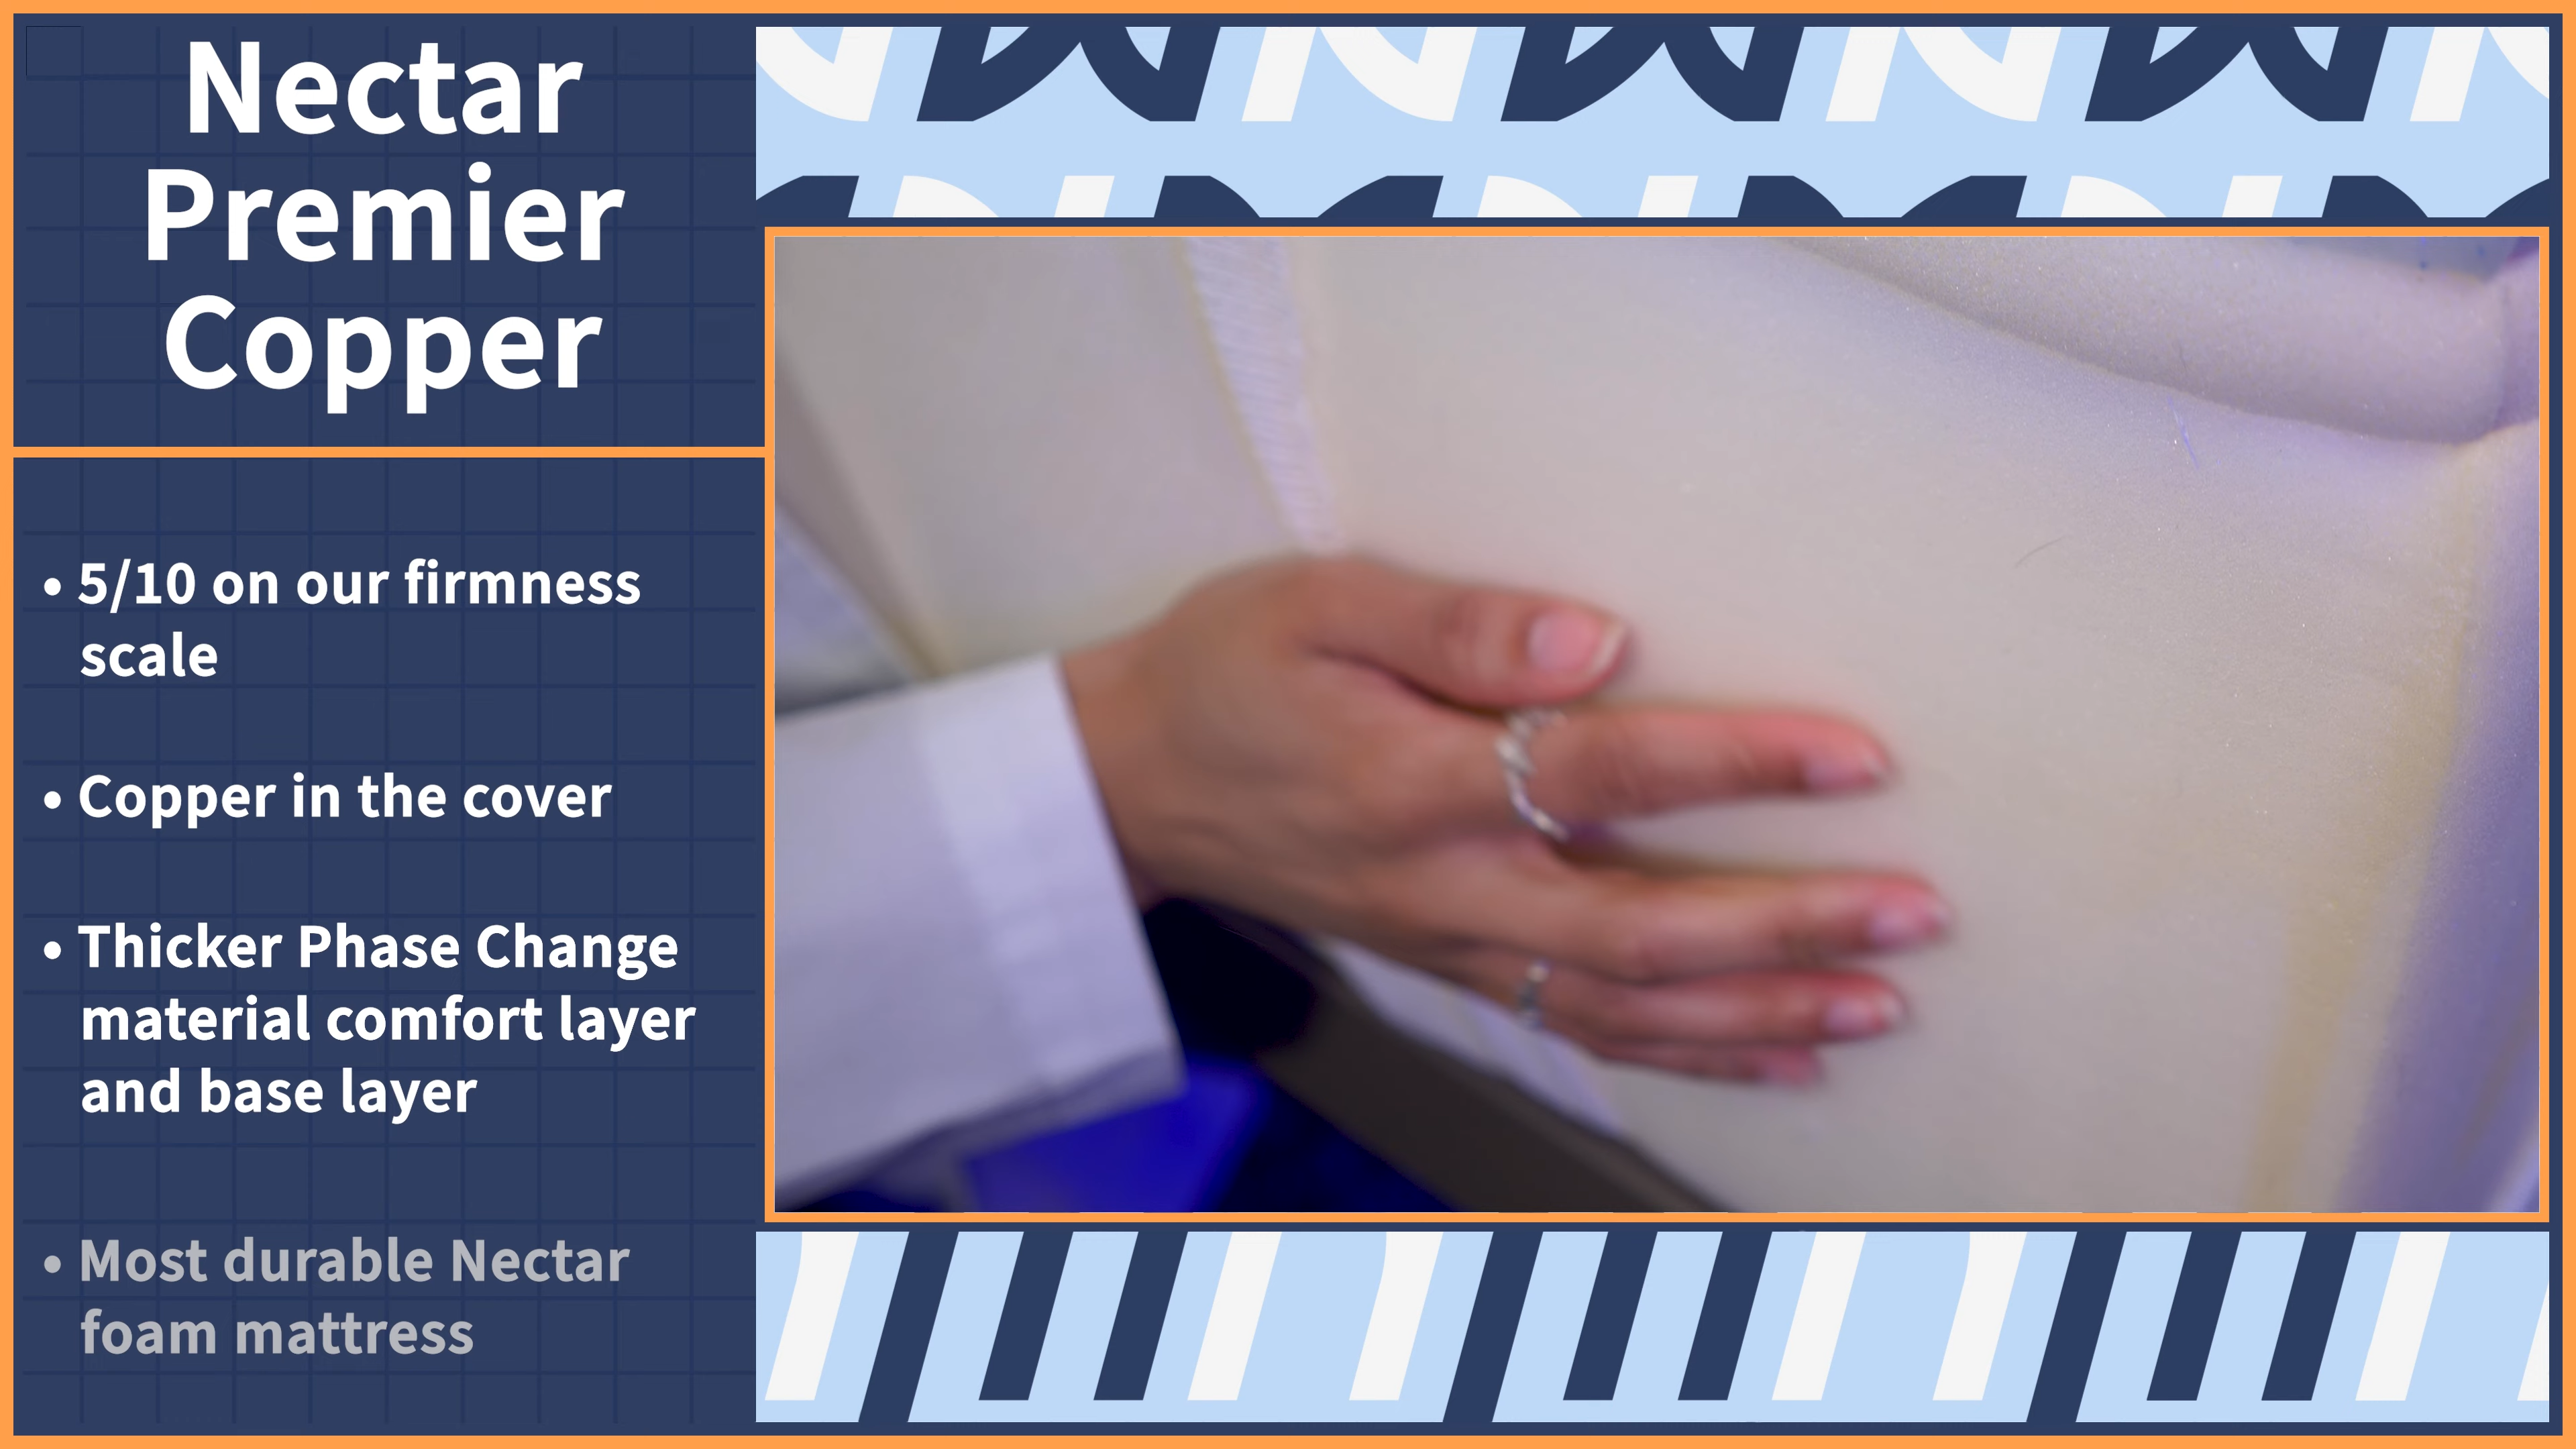 Nectar
Premier
Copper
• 5/10 on our firmness
scale
• Copper in the cover
• Thicker Phase Change
material comfort layer
and base layer
• Most durable Nectar
foam mattress